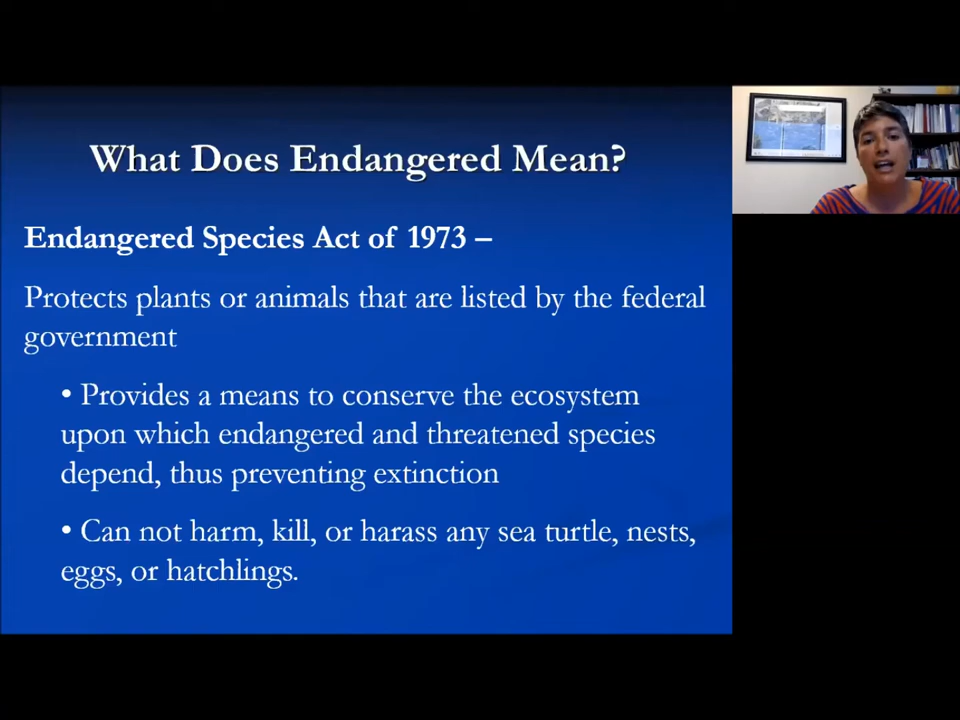 What Does Endangered Mean?
Endangered Species Act of 1973 –
Protects plants or animals that are listed by the federal
government
• Provides a means to conserve the ecosystem
upon which endangered and threatened species
depend, thus preventing extinction
• Can not harm, kill, or harass any sea turtle, nests,
eggs, or hatchlings.